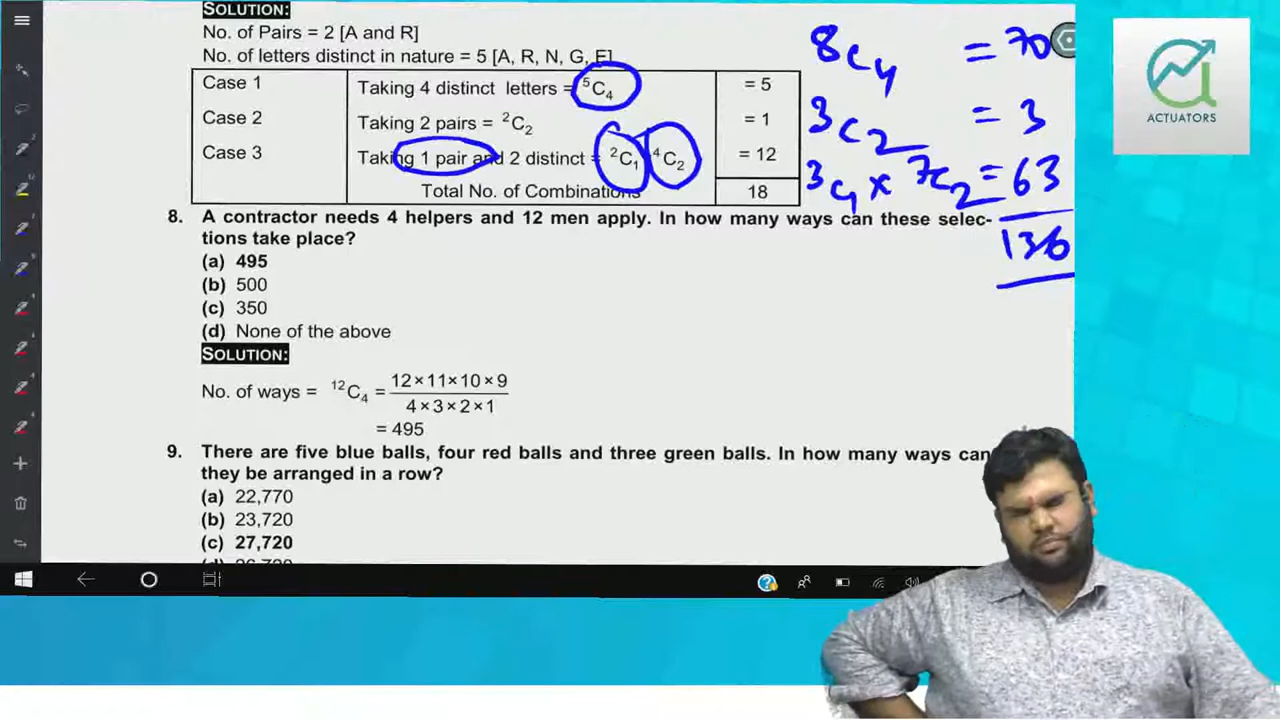 SOLUTION:
No. of Pairs = 2 [A and R]
No. of letters distinct in nature = 5 [A, R, N, G, E]
Case 1 Taking 4 distinct letters = ⁵C₄ = 5
Case 2 Taking 2 pairs = ²C₂ = 1
Case 3 Taking 1 pair and 2 distinct = ²C₁ ⁴C₂ = 12
Total No. of Combinations 18
8C4 = 70
3C2 = 3
3C1 × 7C2 = 63
136
8. A contractor needs 4 helpers and 12 men apply. In how many ways can these selec-
tions take place?
(a) 495
(b) 500
(c) 350
(d) None of the above
SOLUTION:
No. of ways = ¹²C₄ = 12×11×10×9
4×3×2×1
= 495
9. There are five blue balls, four red balls and three green balls. In how many ways can
they be arranged in a row?
(a) 22,770
(b) 23,720
(c) 27,720
ACTUATORS